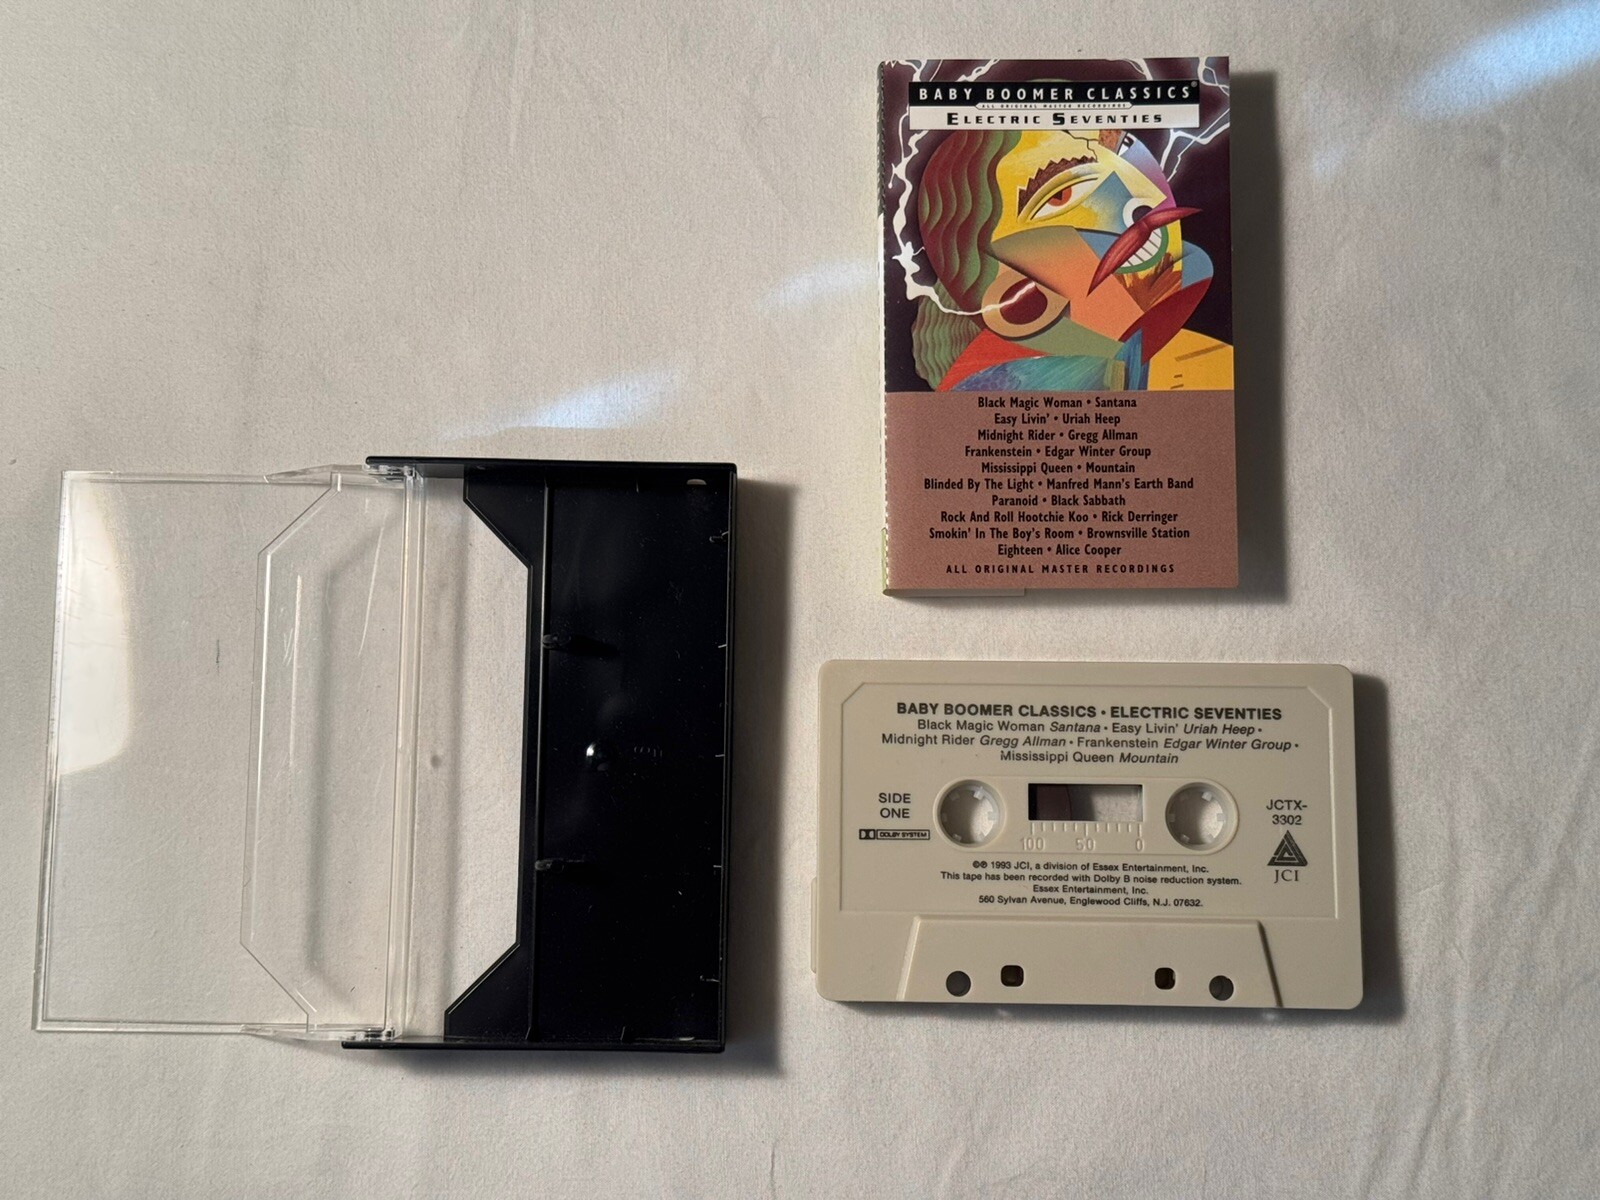 BABY BOOMER CLASSICS®
ALL ORIGINAL MASTER RECORDINGS
ELECTRIC SEVENTIES
Black Magic Woman • Santana
Easy Livin' • Uriah Heep
Midnight Rider • Gregg Allman
Frankenstein • Edgar Winter Group
Mississippi Queen • Mountain
Blinded By The Light • Manfred Mann's Earth Band
Paranoid • Black Sabbath
Rock And Roll Hootchie Koo • Rick Derringer
Smokin' In The Boy's Room • Brownsville Station
Eighteen • Alice Cooper
ALL ORIGINAL MASTER RECORDINGS
BABY BOOMER CLASSICS • ELECTRIC SEVENTIES
Black Magic Woman Santana • Easy Livin' Uriah Heep •
Midnight Rider Gregg Allman • Frankenstein Edgar Winter Group •
Mississippi Queen Mountain
SIDE
ONE
DOLBY SYSTEM
100 50 0
JCTX-
3302
JCI
©℗ 1993 JCI, a division of Essex Entertainment, Inc.
This tape has been recorded with Dolby B noise reduction system.
Essex Entertainment, Inc.
560 Sylvan Avenue, Englewood Cliffs, N.J. 07632.